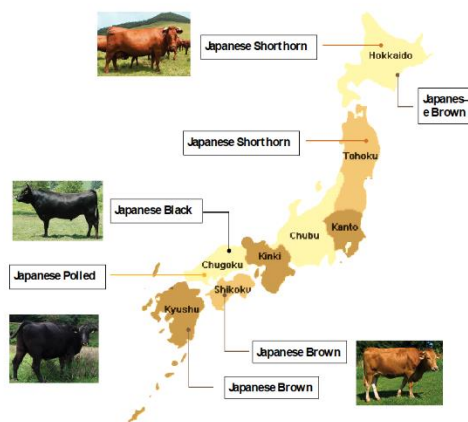 Japanese Shorthorn
Hokkaido
Japanes–
e Brown
Japanese Shorthorn
Tohoku
Japanese Black
Kanto
Chubu
Kinki
Chugoku
Japanese Polled
Shikoku
Kyushu
Japanese Brown
Japanese Brown